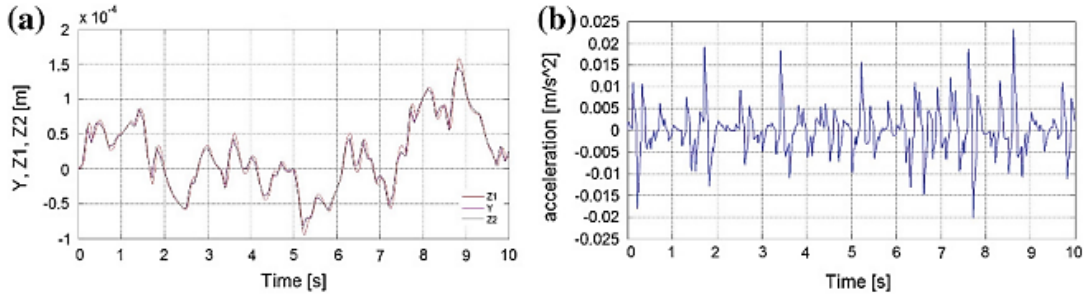 (a)
x 10⁻⁴
2
1.5
1
0.5
0
-0.5
-1
Y, Z1, Z2 [m]
0 1 2 3 4 5 6 7 8 9 10
Time [s]
Z1
Y
Z2
(b)
0.025
0.02
0.015
0.01
0.005
0
-0.005
-0.01
-0.015
-0.02
-0.025
acceleration [m/s^2]
0 1 2 3 4 5 6 7 8 9 10
Time [s]